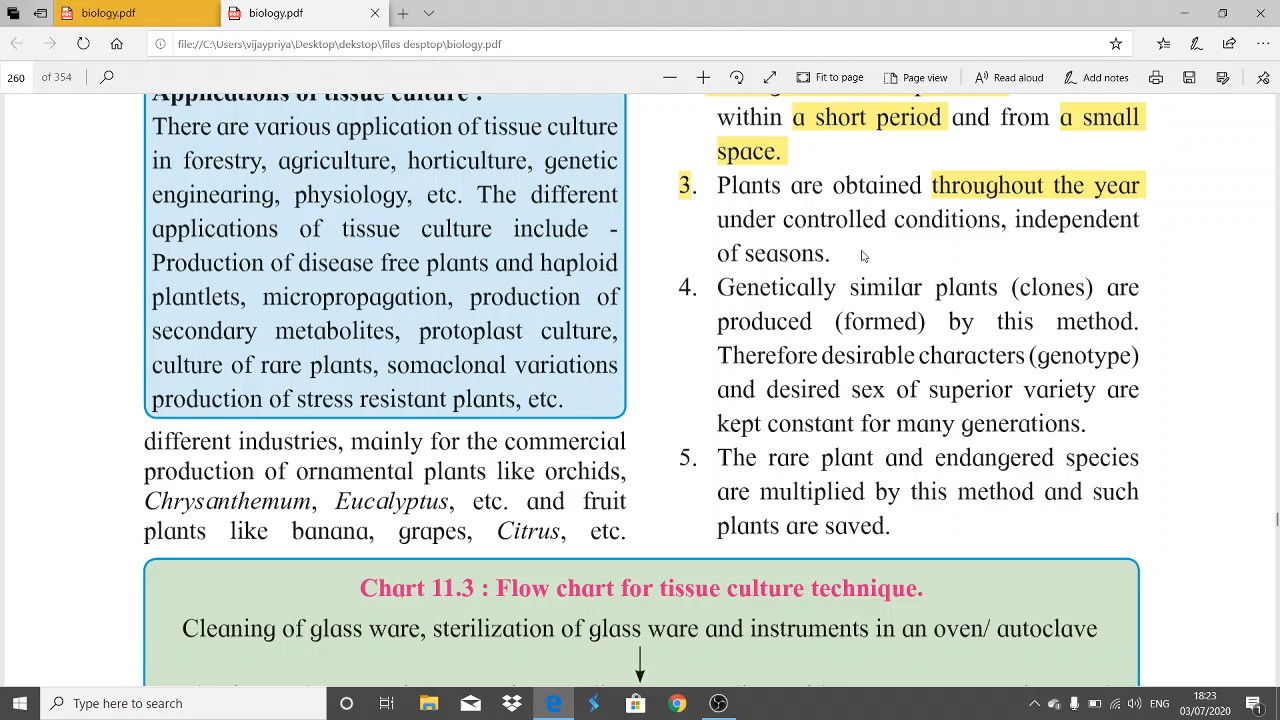 biology.pdf
biology.pdf
file://C:\Users\vijaypriya\Desktop\dekstop\files desptop\biology.pdf
260 of 354
Fit to page
Page view
Read aloud
Add notes
Applications of tissue culture :
There are various application of tissue culture
in forestry, agriculture, horticulture, genetic
engineering, physiology, etc. The different
applications of tissue culture include -
Production of disease free plants and haploid
plantlets, micropropagation, production of
secondary metabolites, protoplast culture,
culture of rare plants, somaclonal variations
production of stress resistant plants, etc.
different industries, mainly for the commercial
production of ornamental plants like orchids,
Chrysanthemum, Eucalyptus, etc. and fruit
plants like banana, grapes, Citrus, etc.
within a short period and from a small
space.
3. Plants are obtained throughout the year
under controlled conditions, independent
of seasons.
4. Genetically similar plants (clones) are
produced (formed) by this method.
Therefore desirable characters (genotype)
and desired sex of superior variety are
kept constant for many generations.
5. The rare plant and endangered species
are multiplied by this method and such
plants are saved.
Chart 11.3 : Flow chart for tissue culture technique.
Cleaning of glass ware, sterilization of glass ware and instruments in an oven/ autoclave
Type here to search
ENG
18:23
03/07/2020